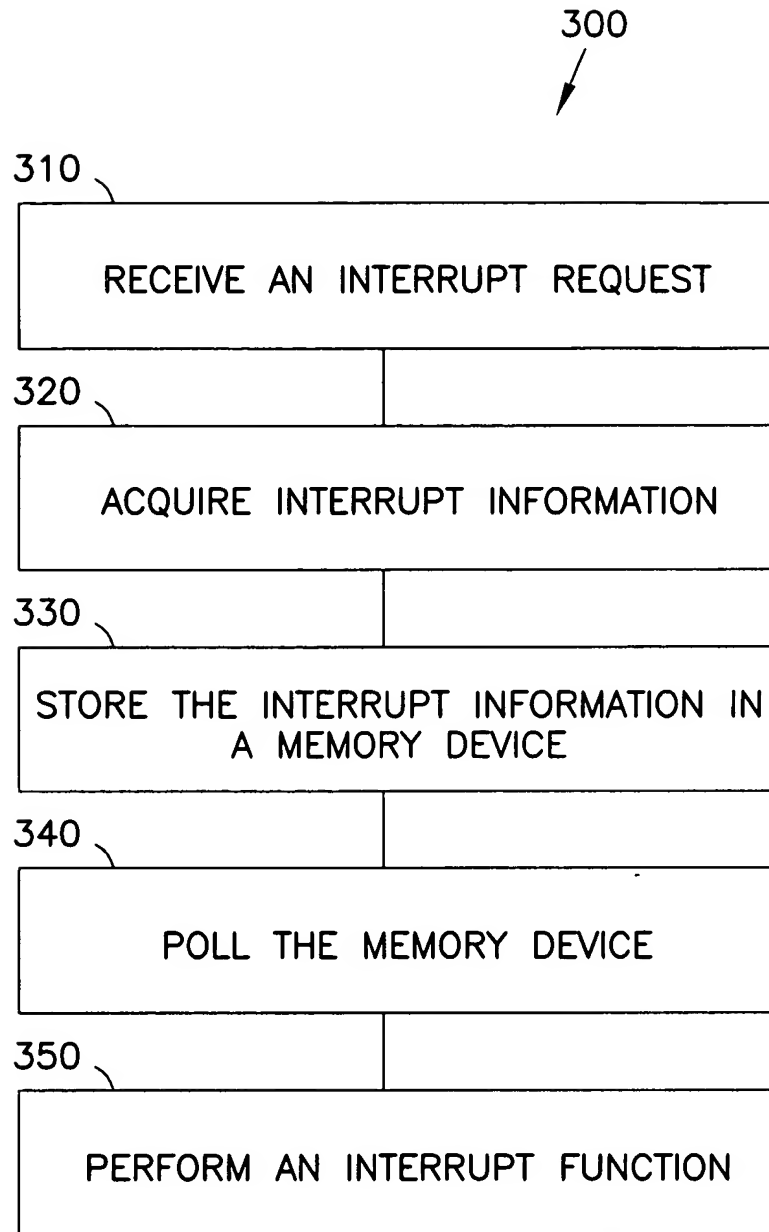 300
310
RECEIVE AN INTERRUPT REQUEST
320
ACQUIRE INTERRUPT INFORMATION
330
STORE THE INTERRUPT INFORMATION IN
A MEMORY DEVICE
340
POLL THE MEMORY DEVICE
350
PERFORM AN INTERRUPT FUNCTION